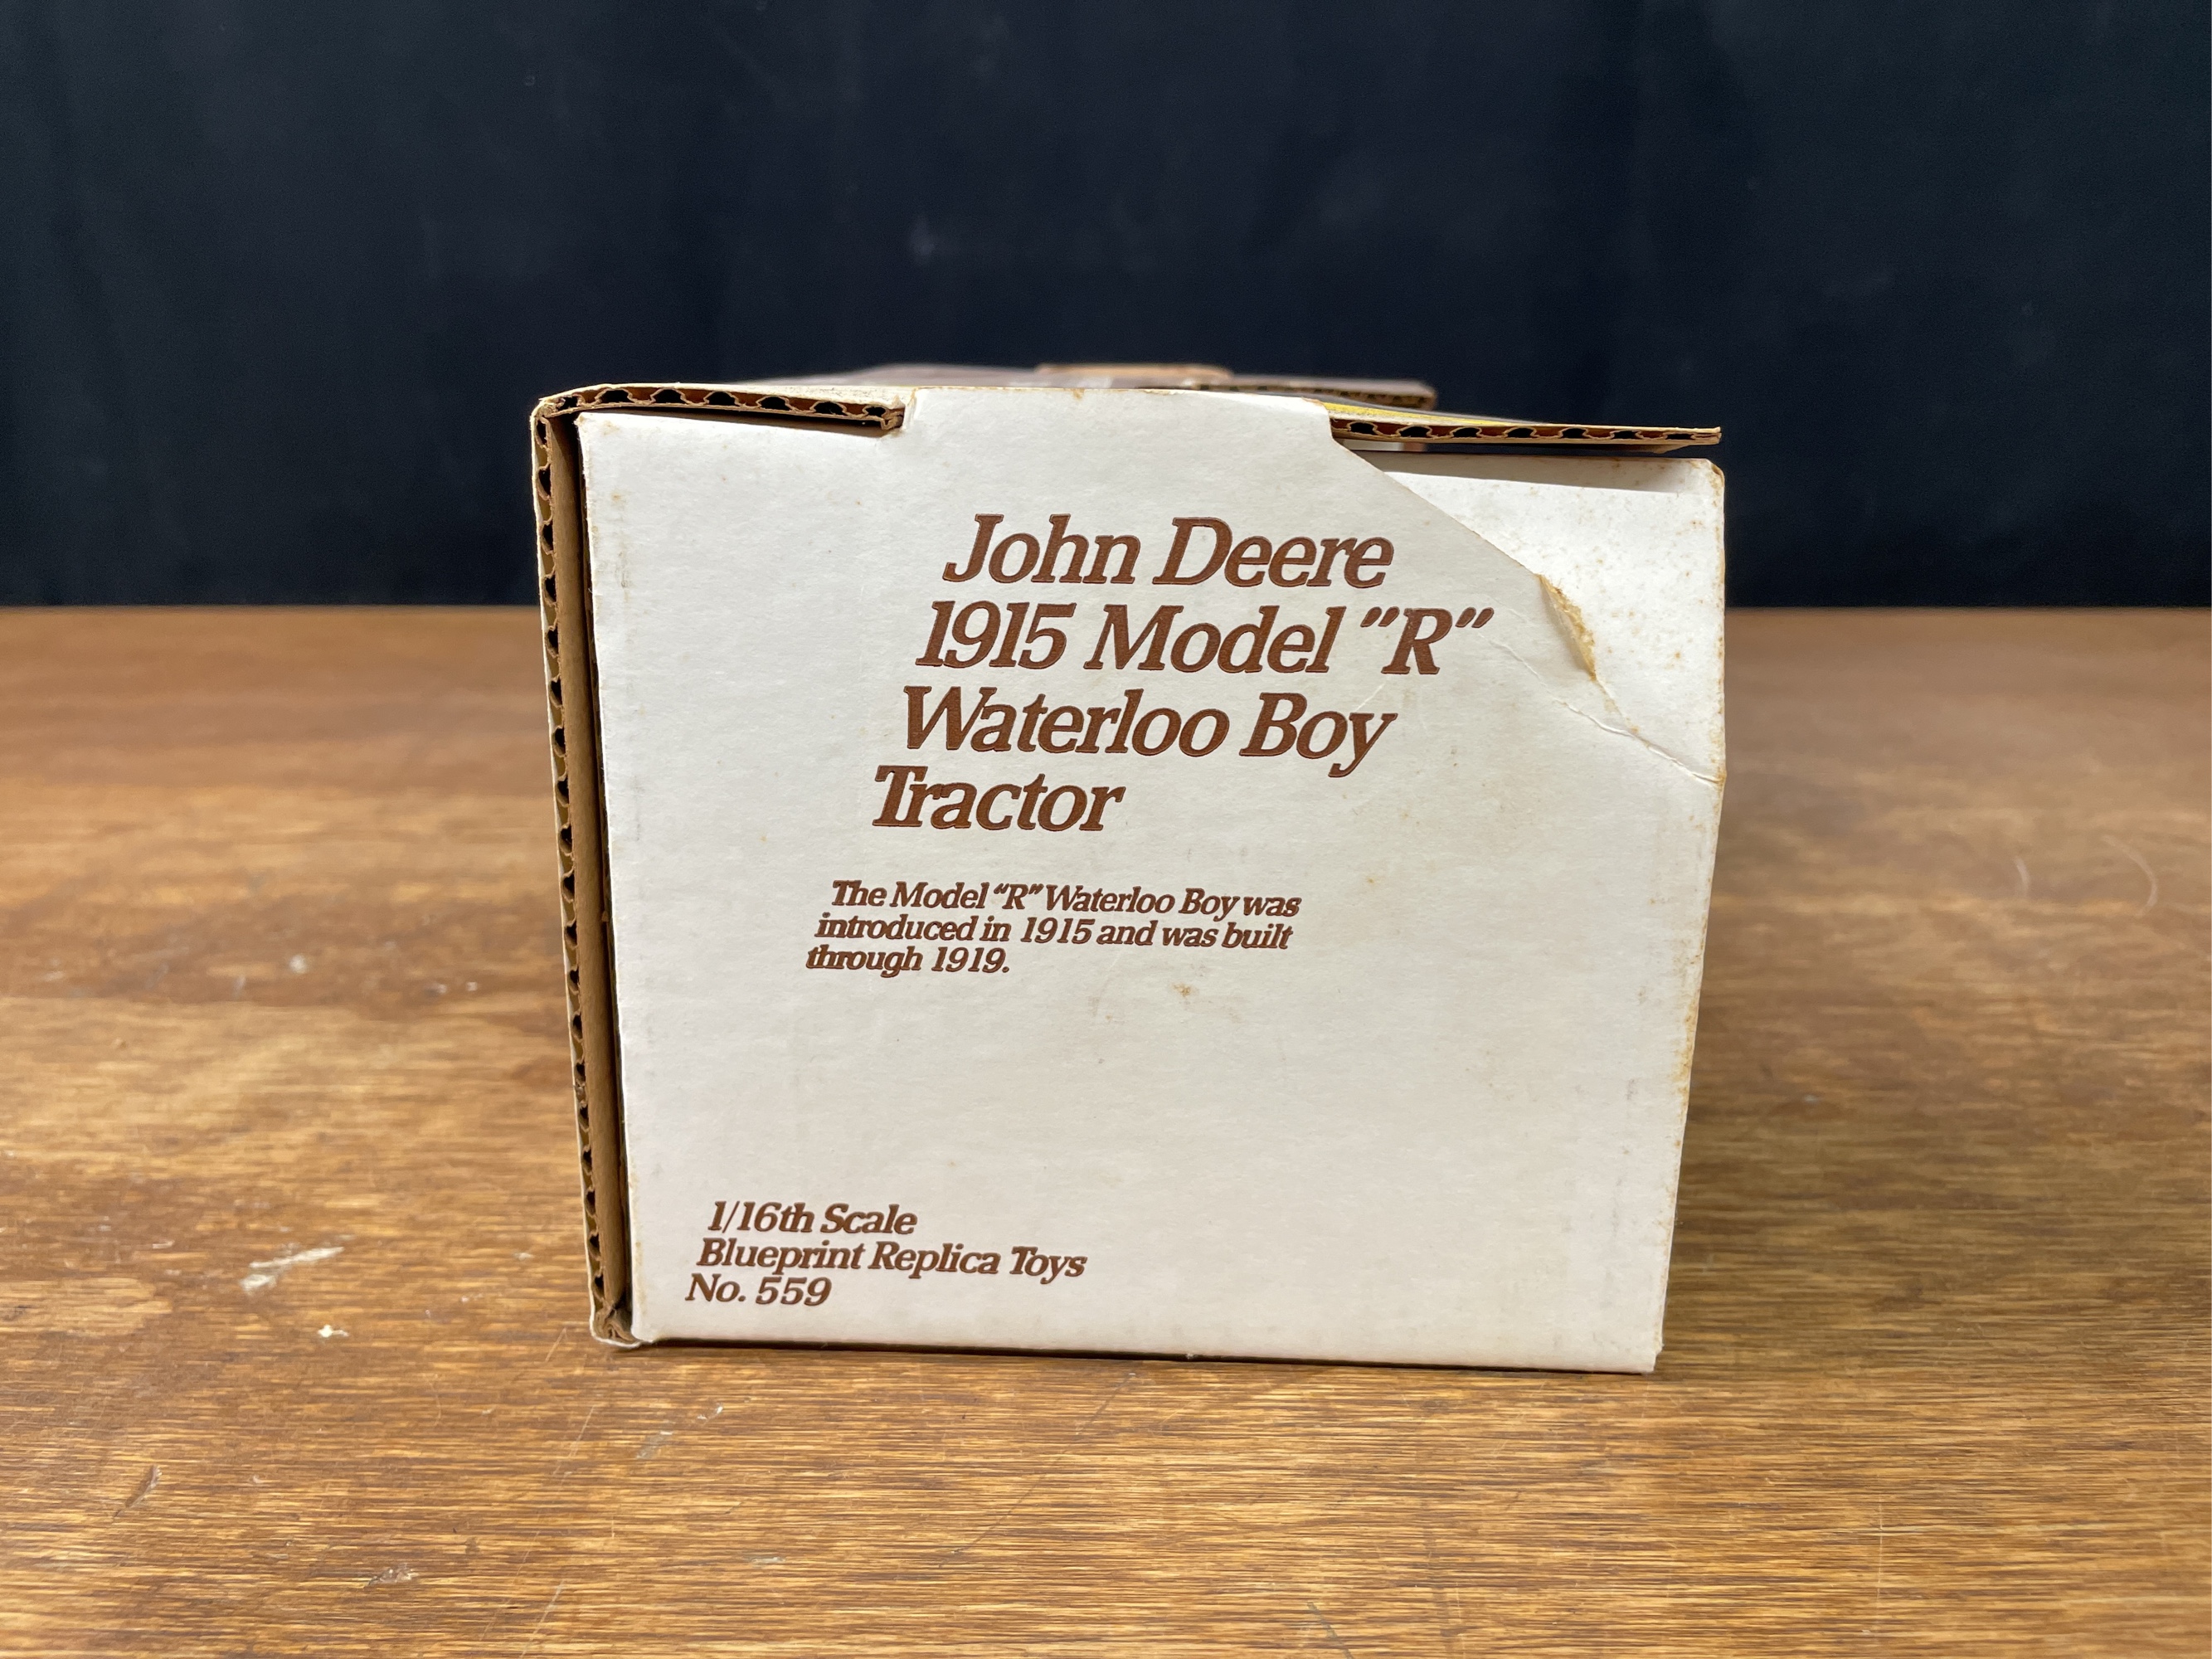 John Deere
1915 Model "R"
Waterloo Boy
Tractor
The Model "R" Waterloo Boy was
introduced in 1915 and was built
through 1919.
1/16th Scale
Blueprint Replica Toys
No. 559